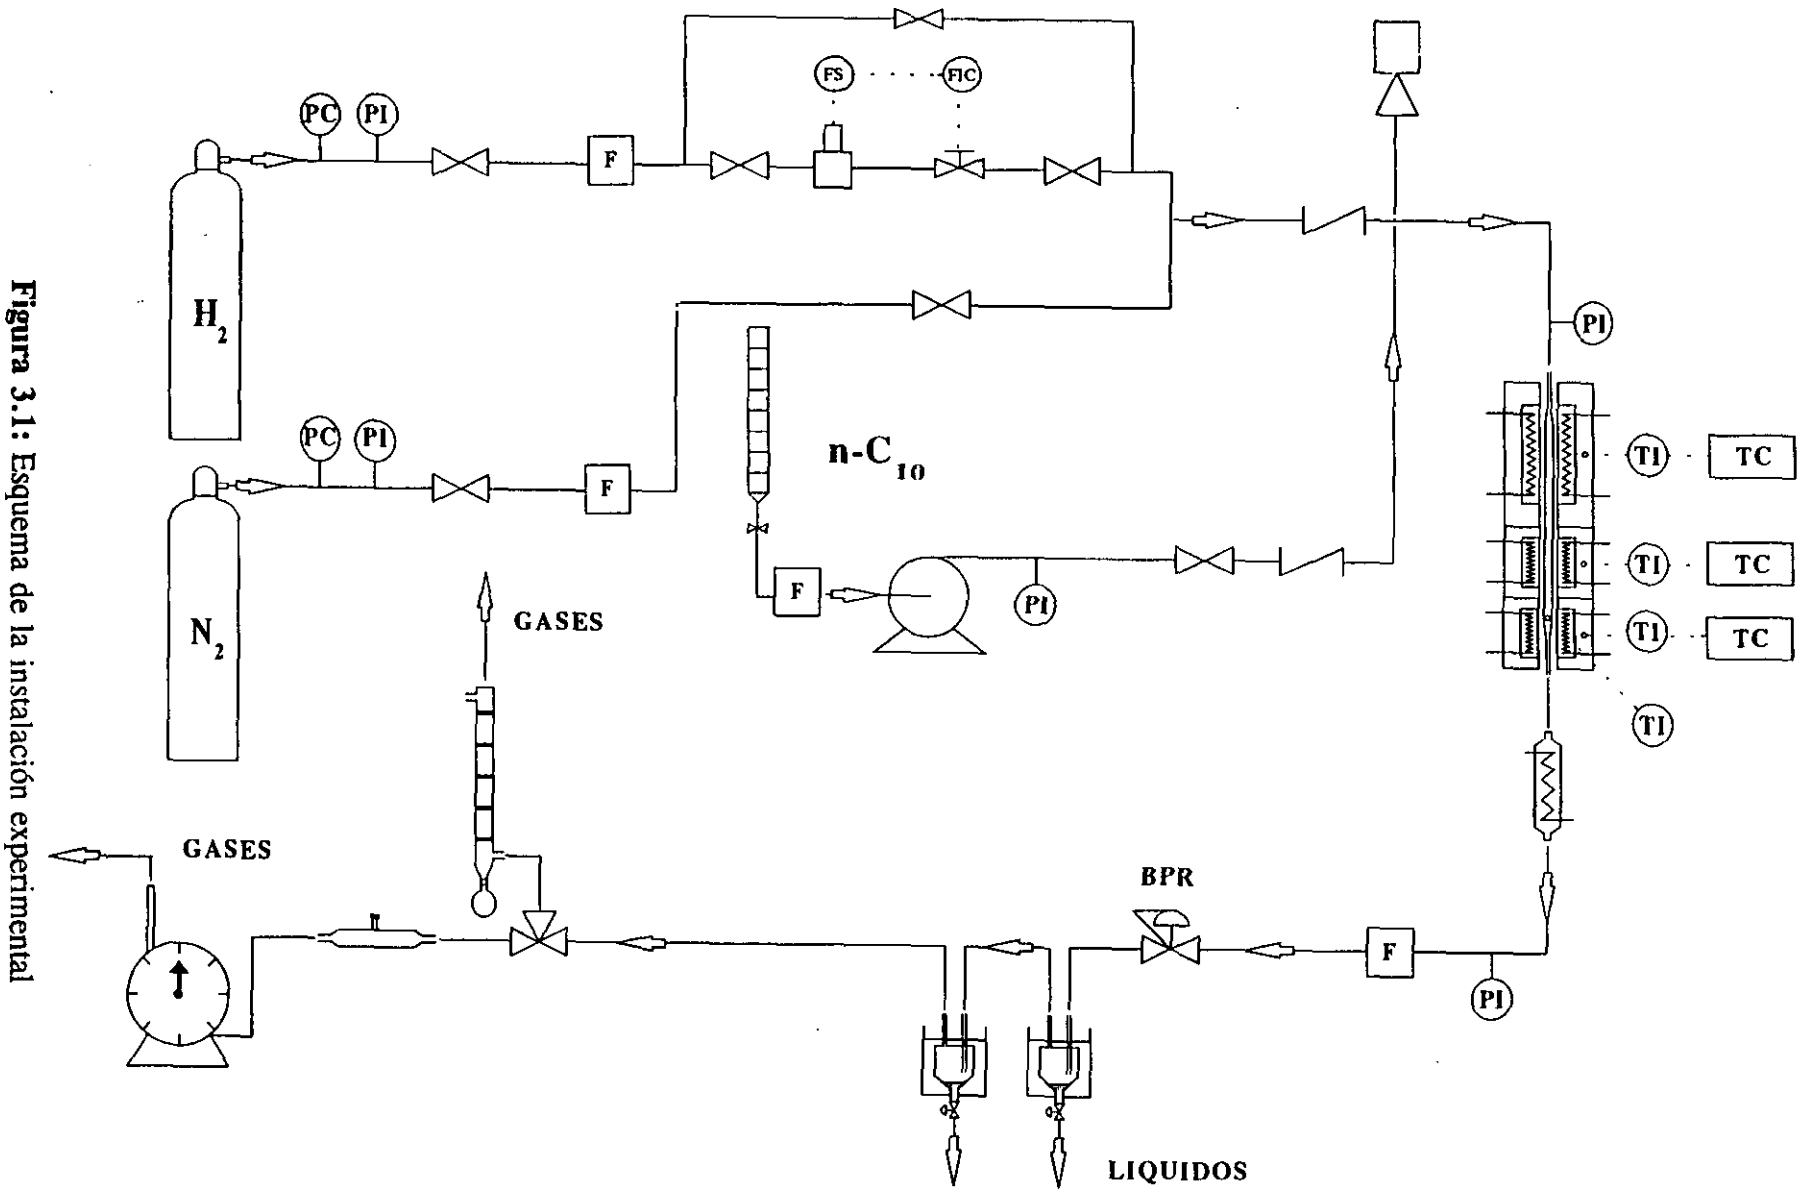 FS
FIC
PC
PI
F
H2
PI
PC
PI
n-C10
TI
TC
F
N2
F
PI
TI
TC
GASES
TI
TC
TI
GASES
BPR
F
PI
LIQUIDOS
Figura 3.1: Esquema de la instalación experimental